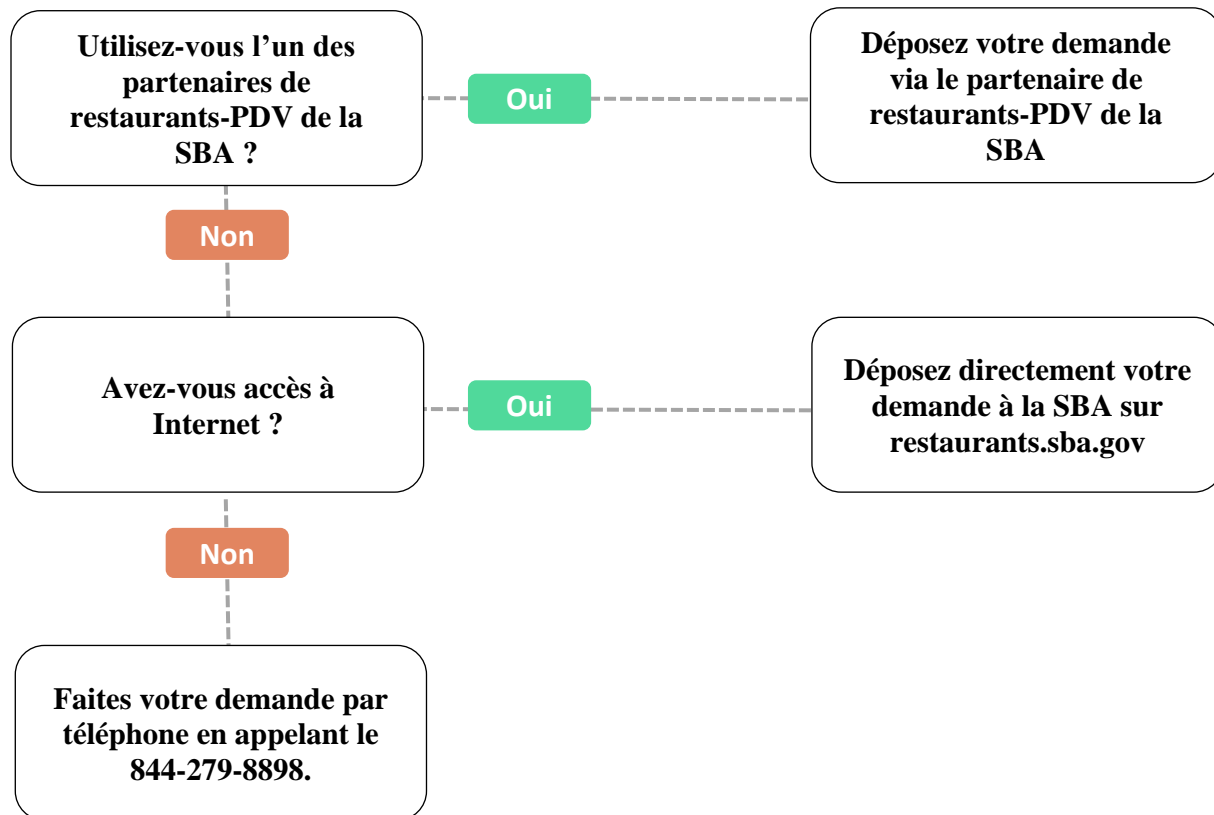 Utilisez-vous l’un des
partenaires de
restaurants-PDV de la
SBA ?
Oui
Déposez votre demande
via le partenaire de
restaurants-PDV de la
SBA
Non
Avez-vous accès à
Internet ?
Oui
Déposez directement votre
demande à la SBA sur
restaurants.sba.gov
Non
Faites votre demande par
téléphone en appelant le
844-279-8898.